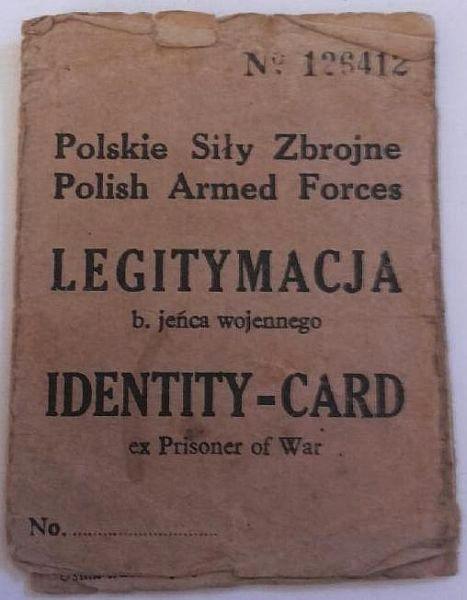 Nº 126412
Polskie Siły Zbrojne
Polish Armed Forces
LEGITYMACJA
b. jeńca wojennego
IDENTITY-CARD
ex Prisoner of War
No. ..............................